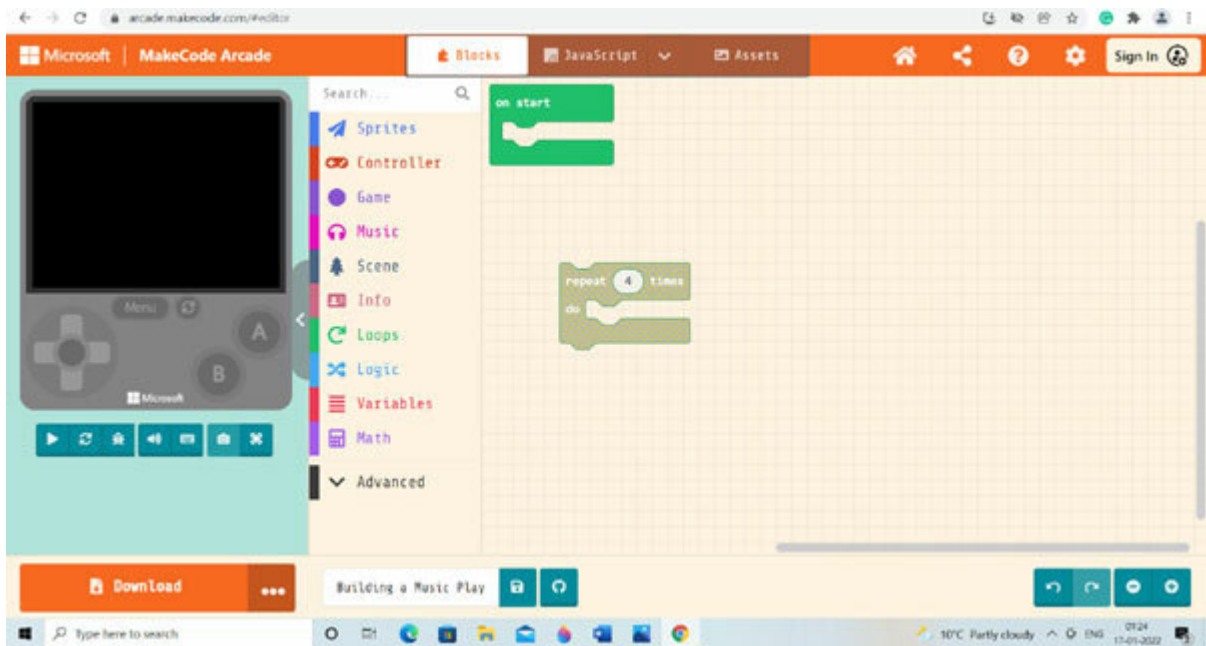 arcade.makecode.com/#editor
Microsoft | MakeCode Arcade
Blocks
JavaScript
Assets
Sign In
Search...
Sprites
Controller
Game
Music
Scene
Info
Loops
Logic
Variables
Math
Advanced
on start
repeat 4 times
do
Menu
A
B
Microsoft
Download
Building a Music Play
Type here to search
10°C Partly cloudy
ENG
01:24
17-01-2022